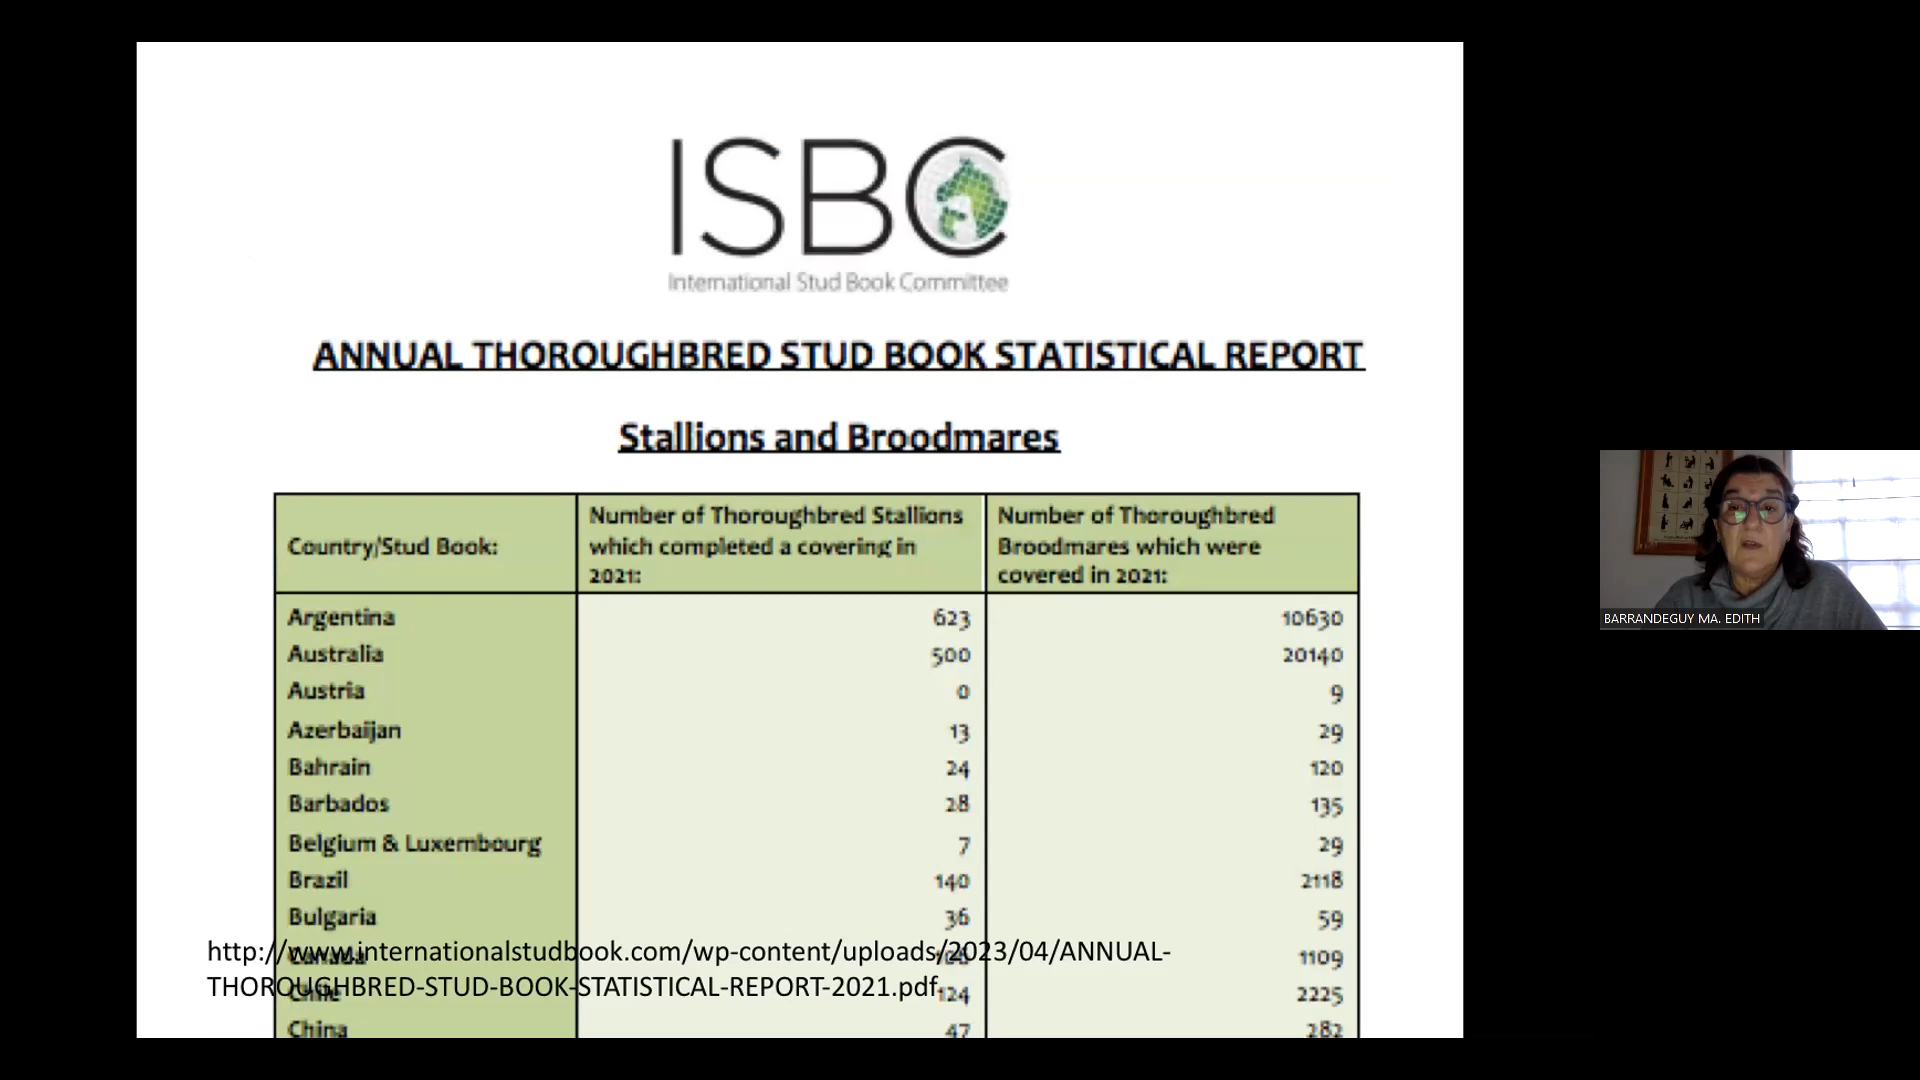 ISBC
International Stud Book Committee
ANNUAL THOROUGHBRED STUD BOOK STATISTICAL REPORT
Stallions and Broodmares
Country/Stud Book:
Number of Thoroughbred Stallions
which completed a covering in
2021:
Number of Thoroughbred
Broodmares which were
covered in 2021:
Argentina 623 10630
Australia 500 20140
Austria 0 9
Azerbaijan 13 29
Bahrain 24 120
Barbados 28 135
Belgium & Luxembourg 7 29
Brazil 140 2118
Bulgaria 36 59
Canada 1109
Chile 124 2225
China 47 282
http://www.internationalstudbook.com/wp-content/uploads/2023/04/ANNUAL-
THOROUGHBRED-STUD-BOOK-STATISTICAL-REPORT-2021.pdf
BARRANDEGUY MA. EDITH